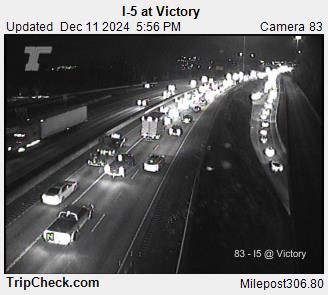 I-5 at Victory
Updated Dec 11 2024 5:56 PM Camera 83
T
N
83 - I5 @ Victory
TripCheck.com Milepost306.80